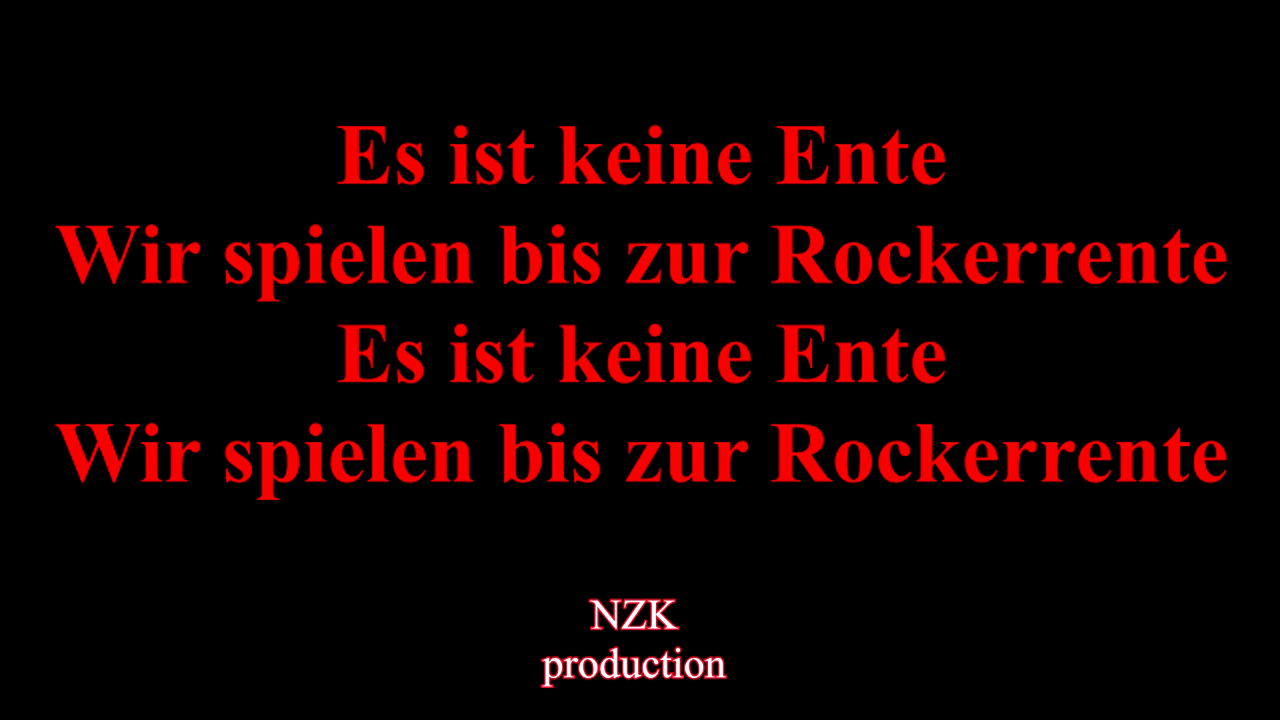 Es ist keine Ente
Wir spielen bis zur Rockerrente
Es ist keine Ente
Wir spielen bis zur Rockerrente
NZK
production